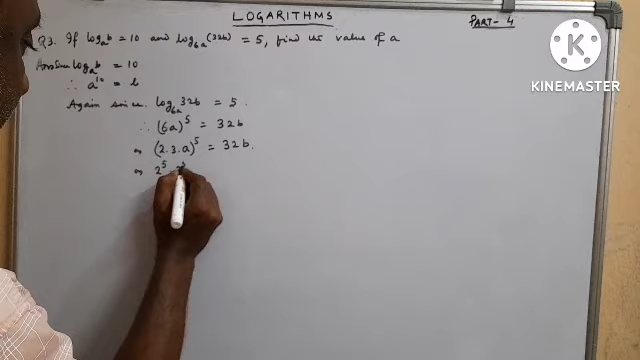 LOGARITHMS
PART- 4
Q3. If log_a b = 10 and log_6a (32b) = 5, find the value of a
Since log_a b = 10
∴ a^10 = b
Again since log_6a 32b = 5.
∴ (6a)^5 = 32b
⇒ (2.3.a)^5 = 32b.
⇒ 2^5
KINEMASTER